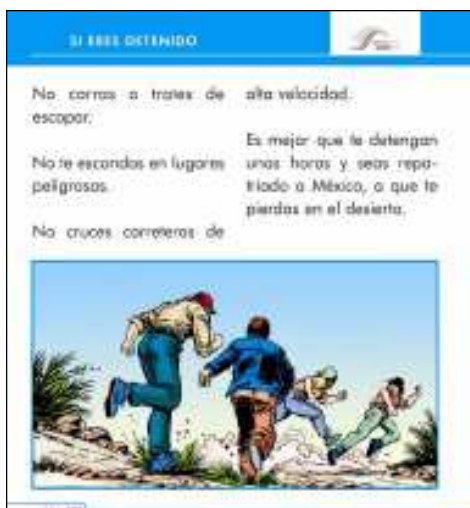 SI ERES DETENIDO
No corras o trates de
escapar.
No te escondas en lugares
peligrosos.
No cruces carreteras de
alta velocidad.
Es mejor que te detengan
unas horas y seas repa-
triado a México, a que te
pierdas en el desierto.